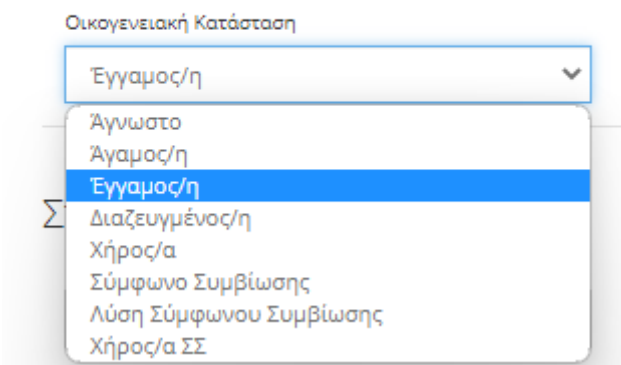 Οικογενειακή Κατάσταση
Έγγαμος/η
Άγνωστο
Άγαμος/η
Έγγαμος/η
Διαζευγμένος/η
Χήρος/α
Σύμφωνο Συμβίωσης
Λύση Σύμφωνου Συμβίωσης
Χήρος/α ΣΣ